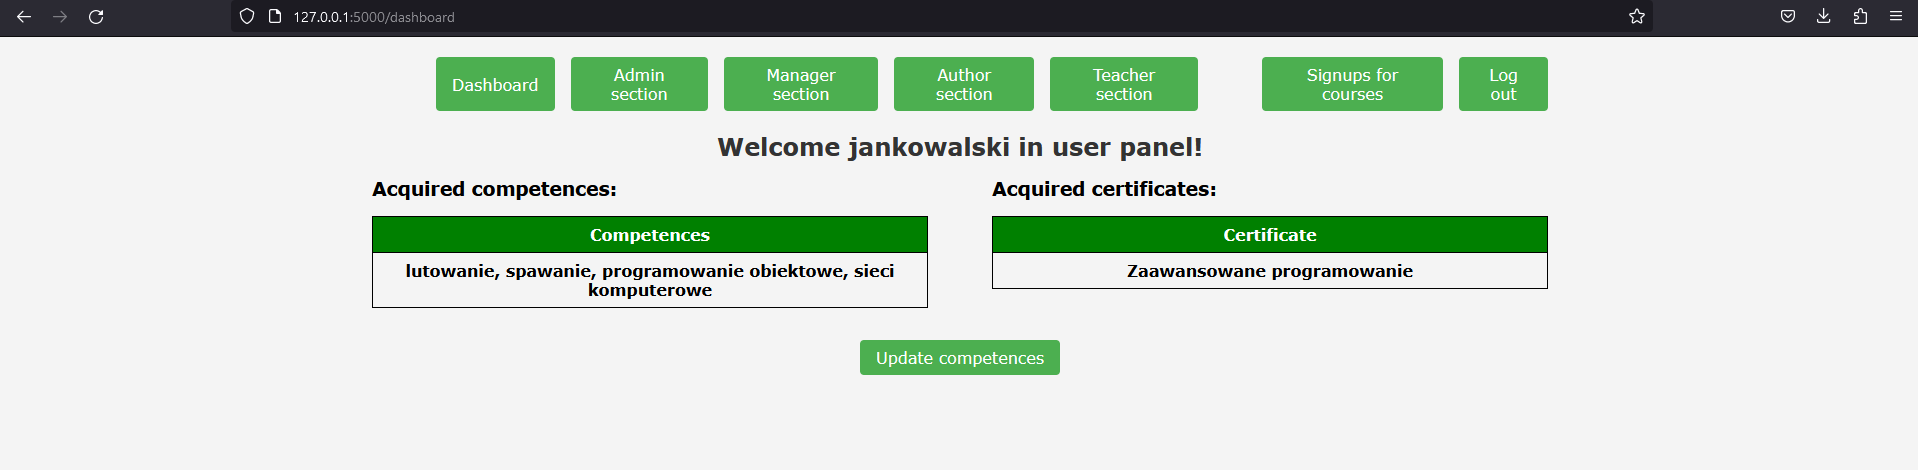 127.0.0.1:5000/dashboard
Dashboard
Admin
section
Manager
section
Author
section
Teacher
section
Signups for
courses
Log
out
Welcome jankowalski in user panel!
Acquired competences:
Competences
lutowanie, spawanie, programowanie obiektowe, sieci
komputerowe
Acquired certificates:
Certificate
Zaawansowane programowanie
Update competences